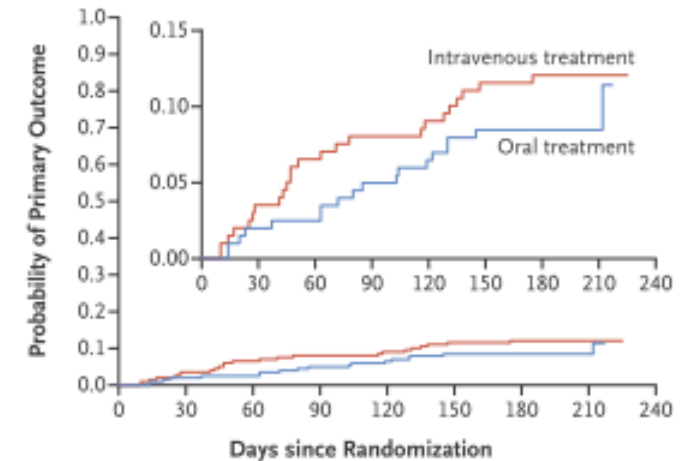 Probability of Primary Outcome
1.0
0.9
0.8
0.7
0.6
0.5
0.4
0.3
0.2
0.1
0.0
0.15
0.10
0.05
0.00
Intravenous treatment
Oral treatment
0 30 60 90 120 150 180 210 240
0 30 60 90 120 150 180 210 240
Days since Randomization